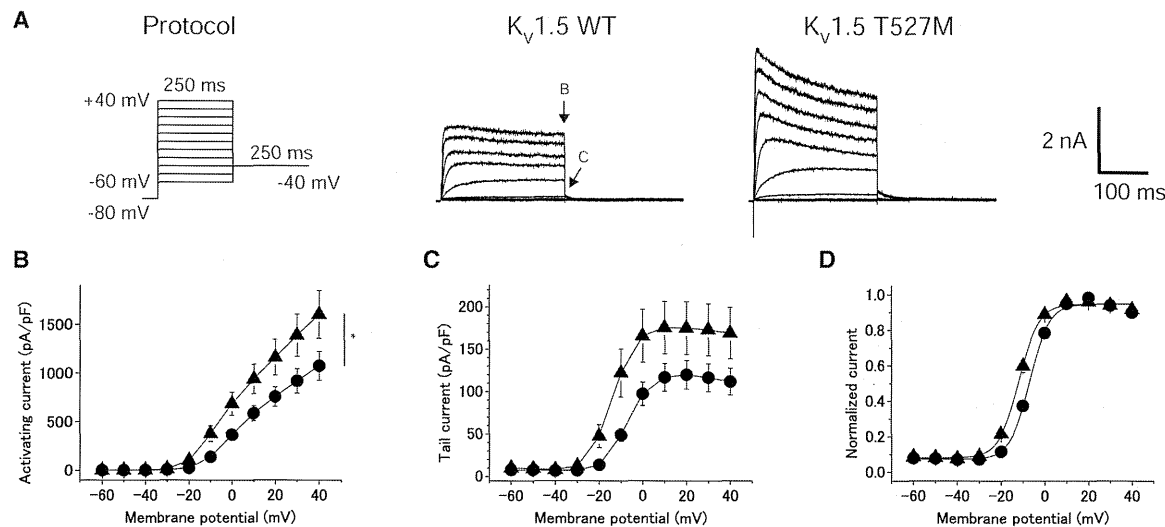 A
Protocol
Kv1.5 WT
Kv1.5 T527M
250 ms
+40 mV
250 ms
-60 mV
-40 mV
-80 mV
B
C
2 nA
100 ms
B
Activating current (pA/pF)
1500
1000
500
0
*
-60
-40
-20
0
20
40
Membrane potential (mV)
C
Tail current (pA/pF)
200
150
100
50
0
-60
-40
-20
0
20
40
Membrane potential (mV)
D
Normalized current
1.0
0.8
0.6
0.4
0.2
0.0
-60
-40
-20
0
20
40
Membrane potential (mV)